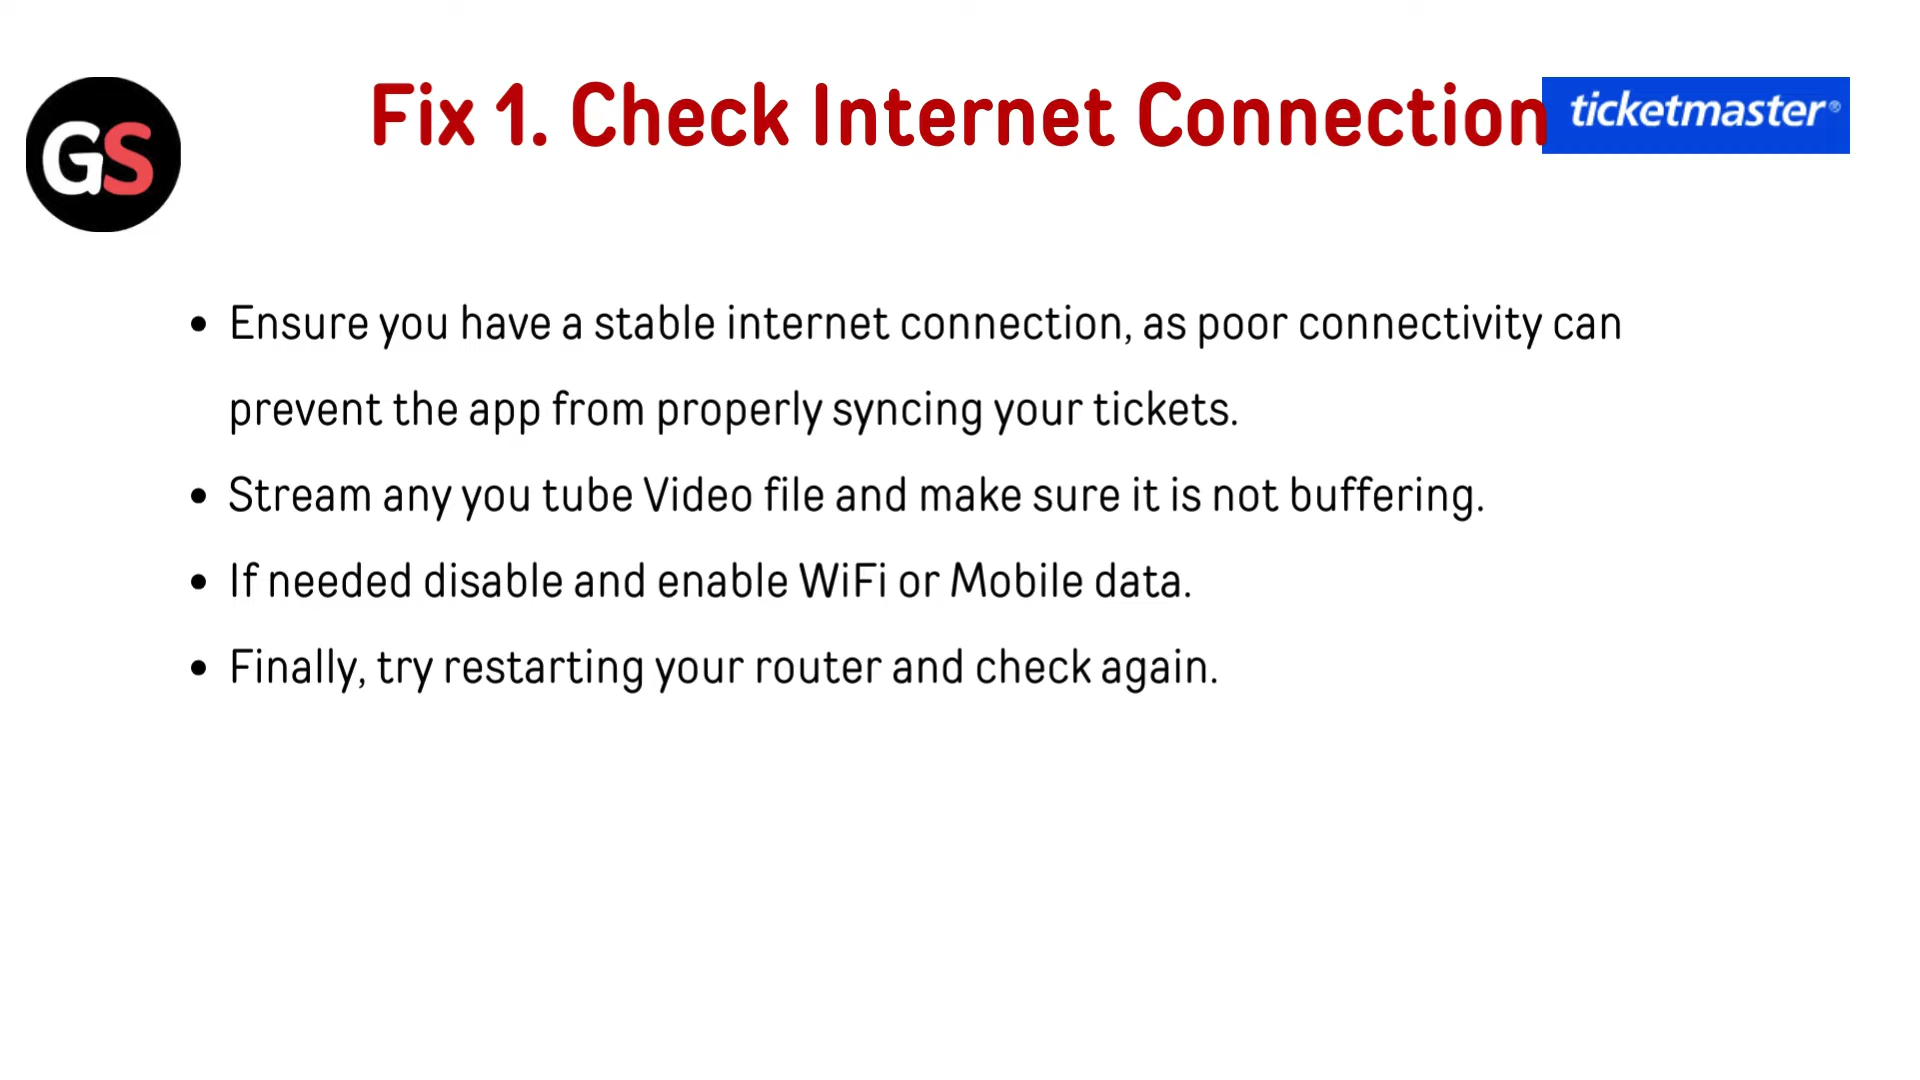 GS
Fix 1. Check Internet Connection
ticketmaster®
• Ensure you have a stable internet connection, as poor connectivity can
prevent the app from properly syncing your tickets.
• Stream any you tube Video file and make sure it is not buffering.
• If needed disable and enable WiFi or Mobile data.
• Finally, try restarting your router and check again.